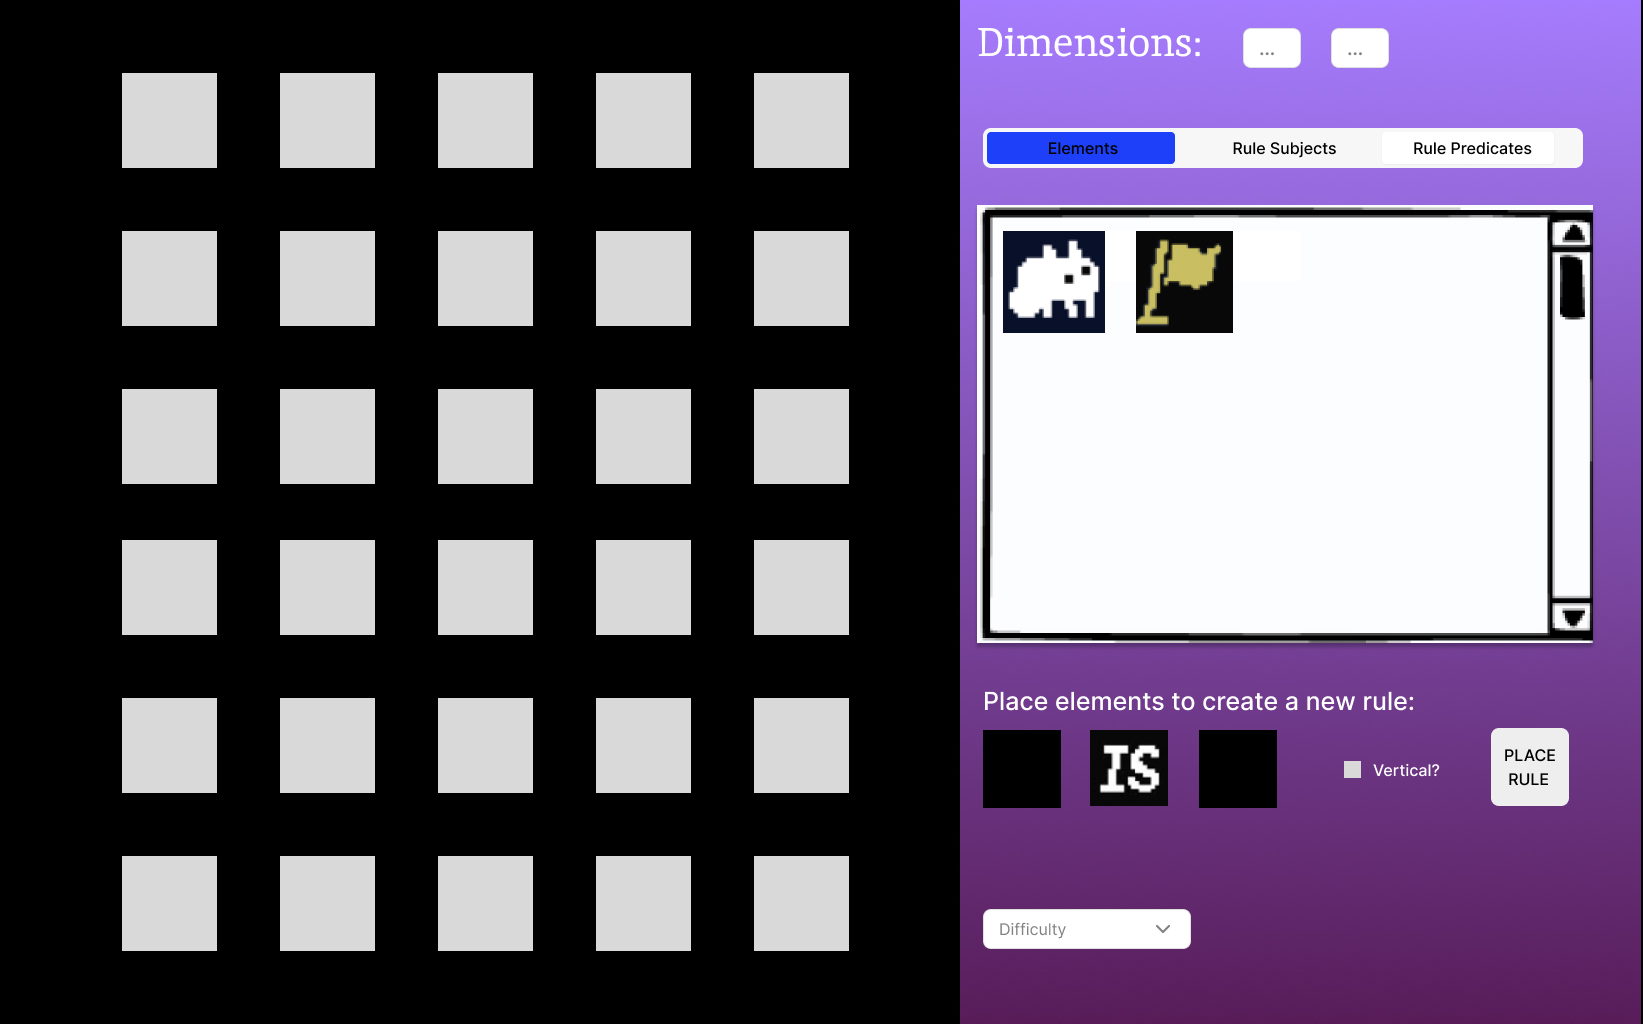 Dimensions: ... ...
Elements Rule Subjects Rule Predicates
Place elements to create a new rule:
IS
Vertical?
PLACE
RULE
Difficulty